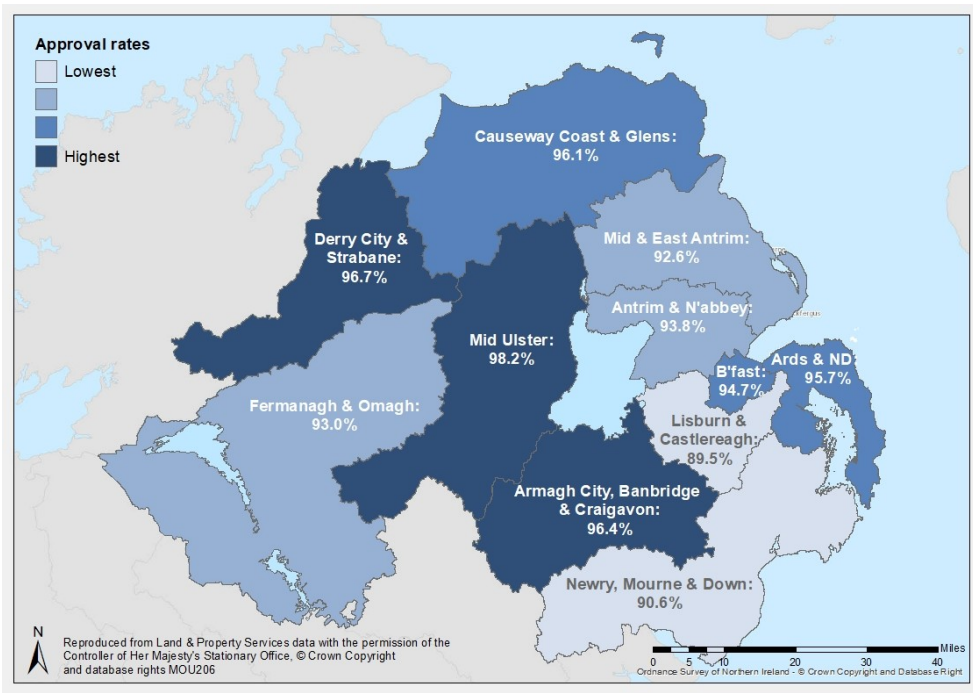 Approval rates
Lowest
Highest
Causeway Coast & Glens:
96.1%
Derry City &
Strabane:
96.7%
Mid & East Antrim:
92.6%
Antrim & N'abbey:
93.8%
Mid Ulster:
98.2%
B'fast:
94.7%
Ards & ND
95.7%
Fermanagh & Omagh:
93.0%
Lisburn &
Castlereagh:
89.5%
Armagh City, Banbridge
& Craigavon:
96.4%
Newry, Mourne & Down:
90.6%
N
Reproduced from Land & Property Services data with the permission of the
Controller of Her Majesty's Stationary Office, © Crown Copyright
and database rights MOU206
Miles
0 5 10 20 30 40
Ordnance Survey of Northern Ireland - © Crown Copyright and Database Right